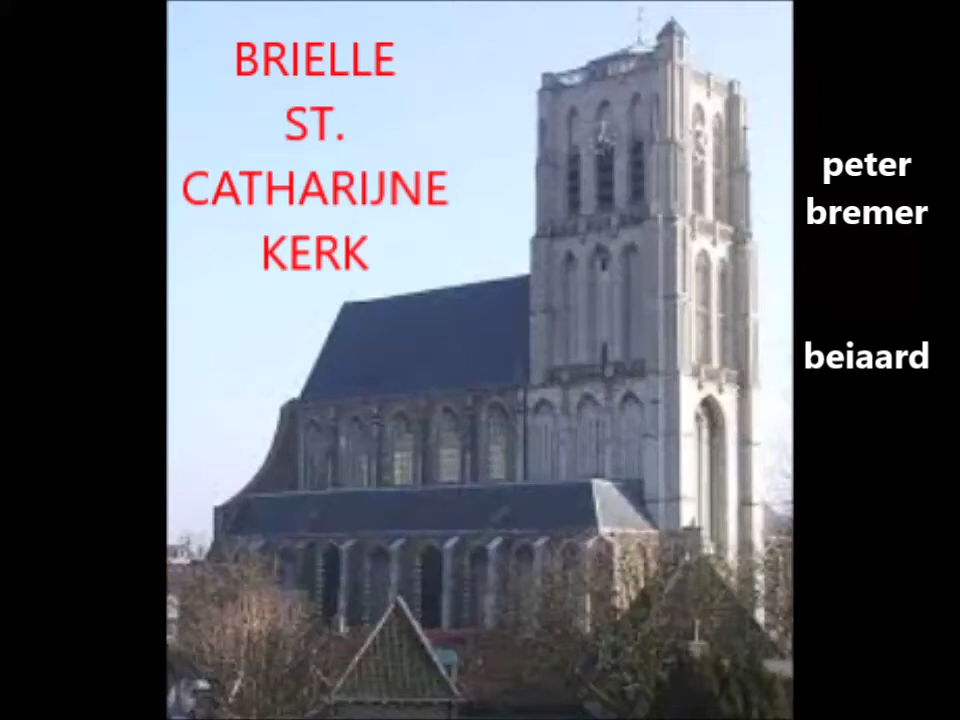 BRIELLE
ST.
CATHARIJNE
KERK
peter
bremer
beiaard